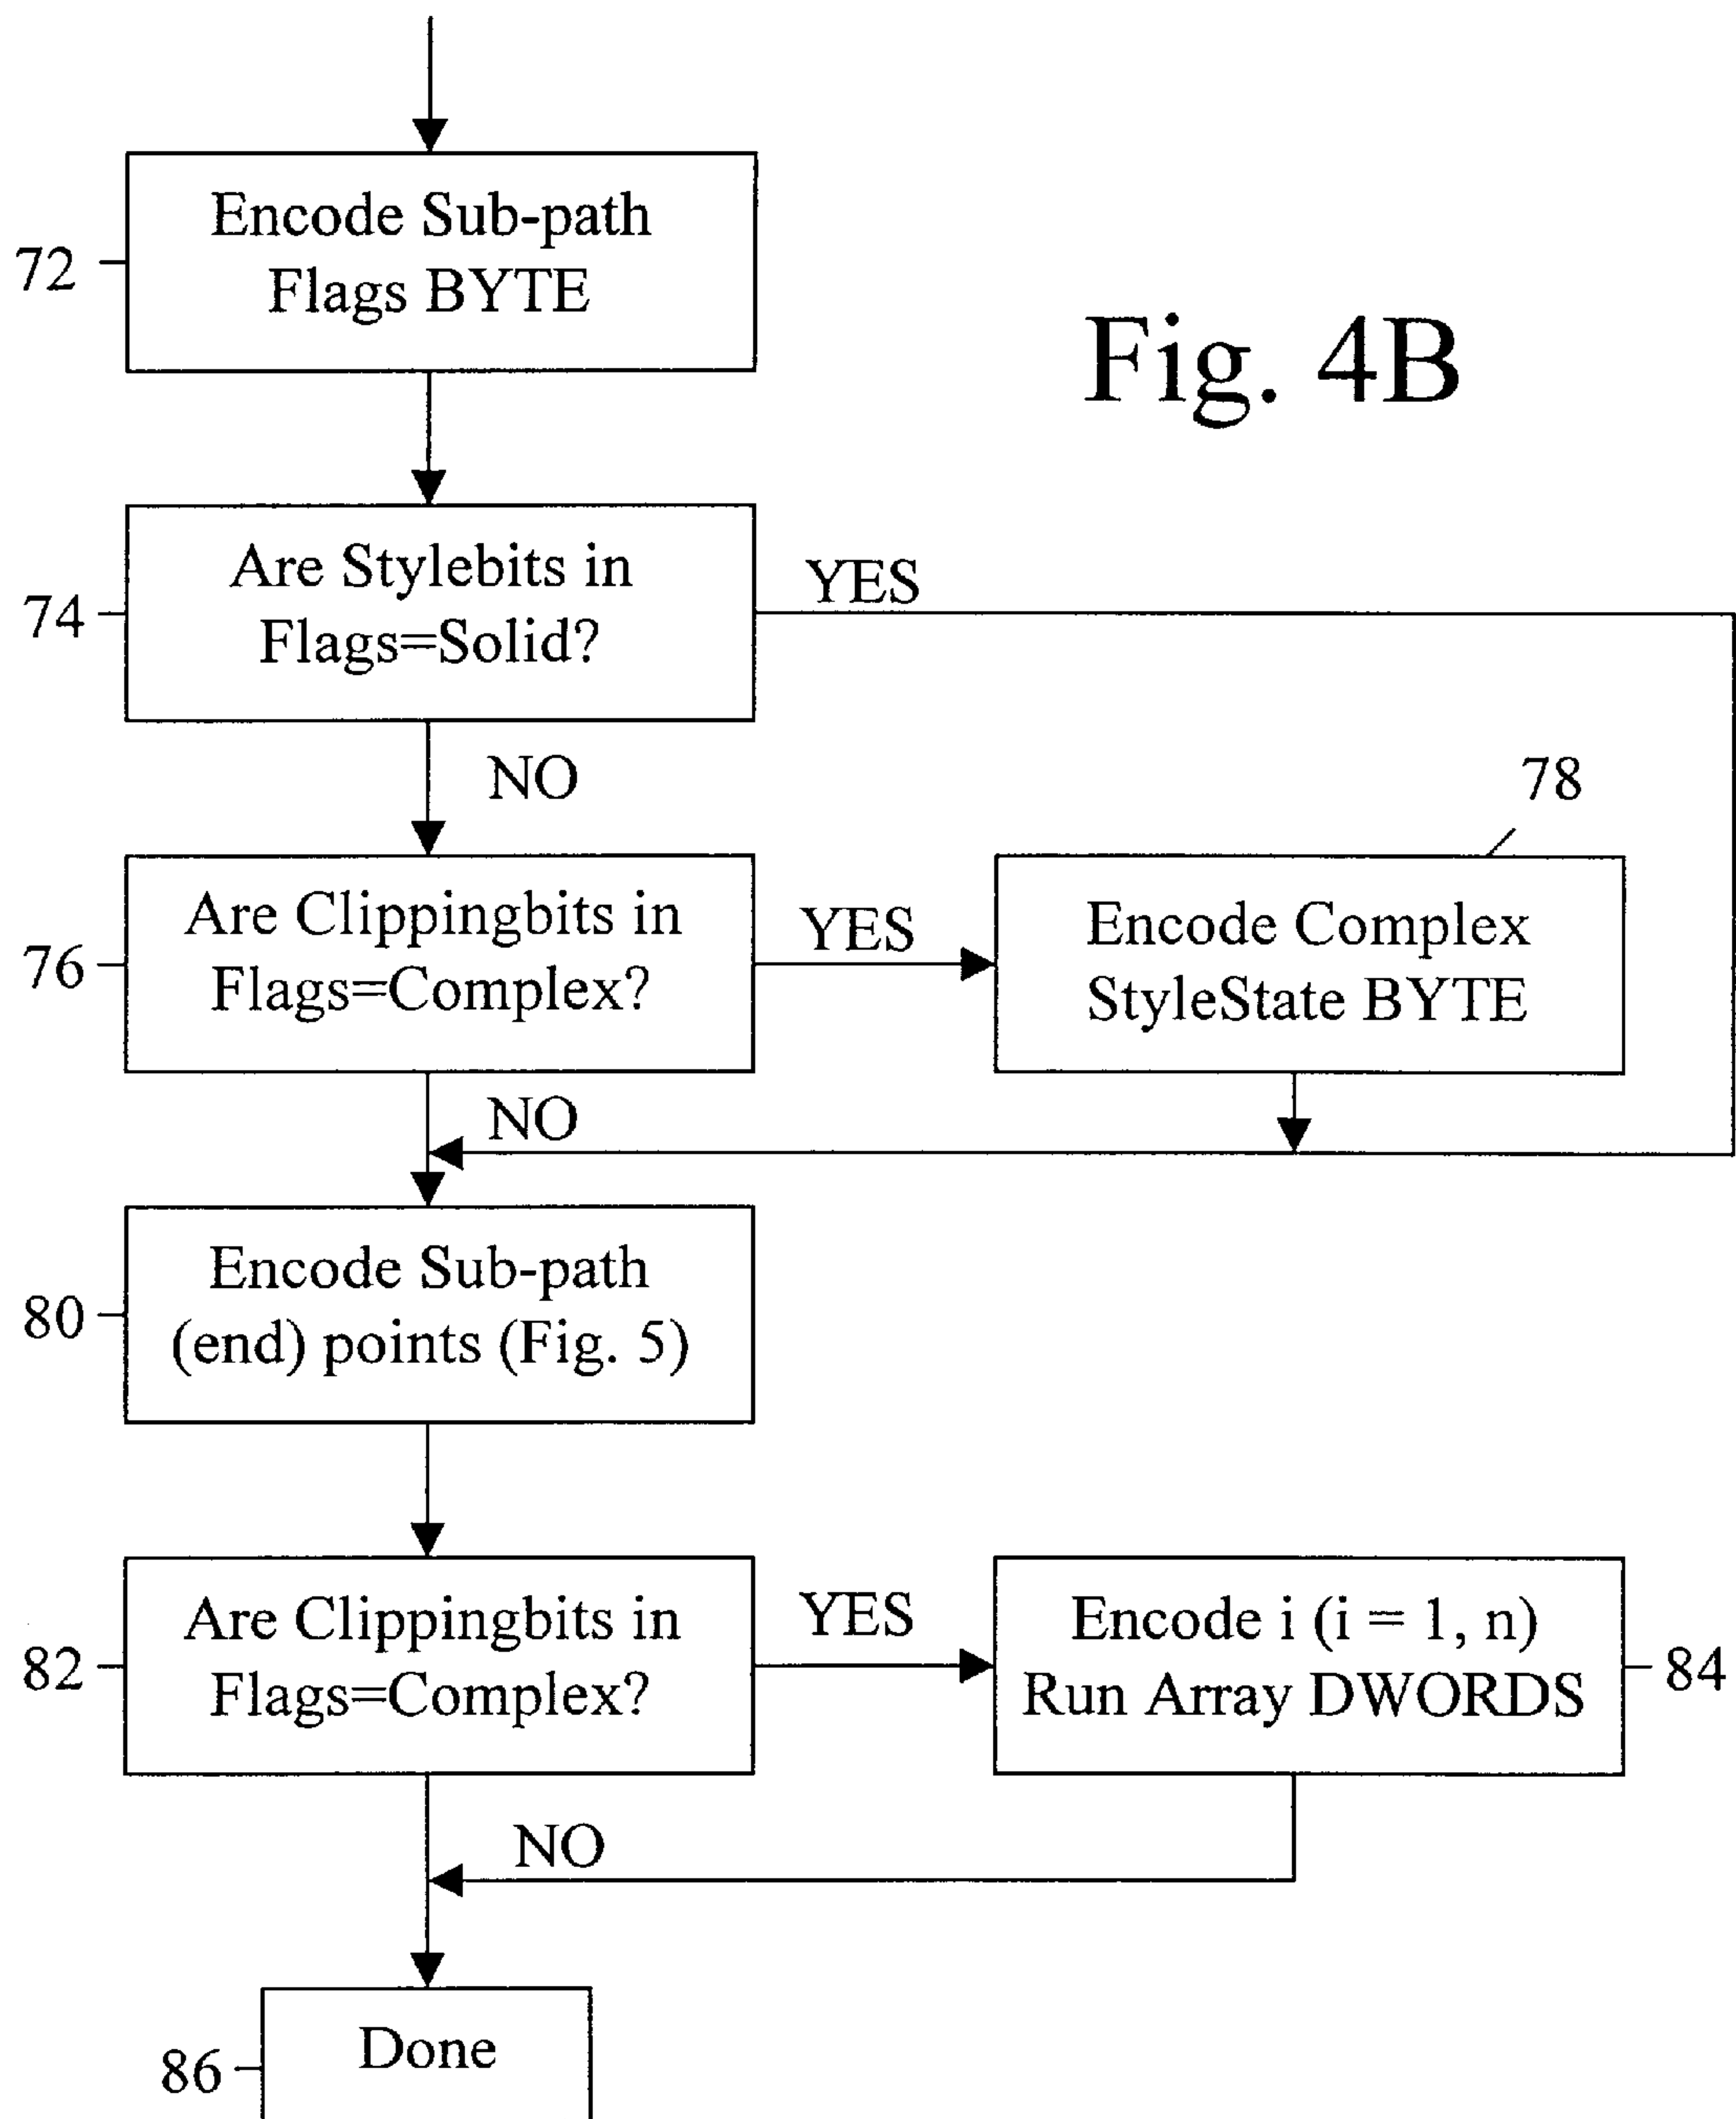 Encode Sub-path
Flags BYTE
72
Fig. 4B
Are Stylebits in
Flags=Solid?
74
YES
NO
78
Are Clippingbits in
Flags=Complex?
76
YES
Encode Complex
StyleState BYTE
NO
Encode Sub-path
(end) points (Fig. 5)
80
Are Clippingbits in
Flags=Complex?
82
YES
Encode i (i = 1, n)
Run Array DWORDS
84
NO
Done
86